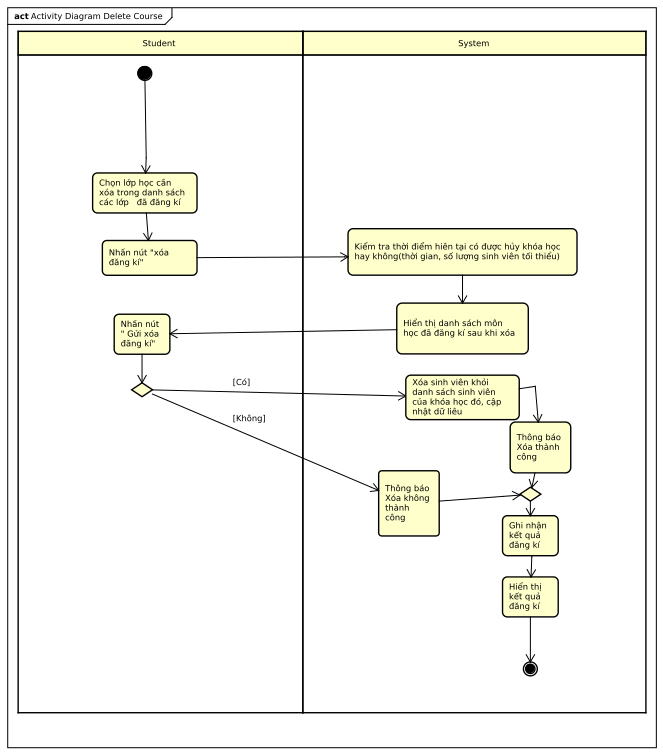 act Activity Diagram Delete Course
Student
System
Chọn lớp học cần
xóa trong danh sách
các lớp đã đăng kí
Nhấn nút "xóa
đăng kí"
Kiểm tra thời điểm hiện tại có được hủy khóa học
hay không(thời gian, số lượng sinh viên tối thiểu)
Nhấn nút
" Gửi xóa
đăng kí"
Hiển thị danh sách môn
học đã đăng kí sau khi xóa
[Có]
Xóa sinh viên khỏi
danh sách sinh viên
của khóa học đó, cập
nhật dữ liêu
[Không]
Thông báo
Xóa thành
công
Thông báo
Xóa không
thành
công
Ghi nhận
kết quả
đăng kí
Hiển thị
kết quả
đăng kí